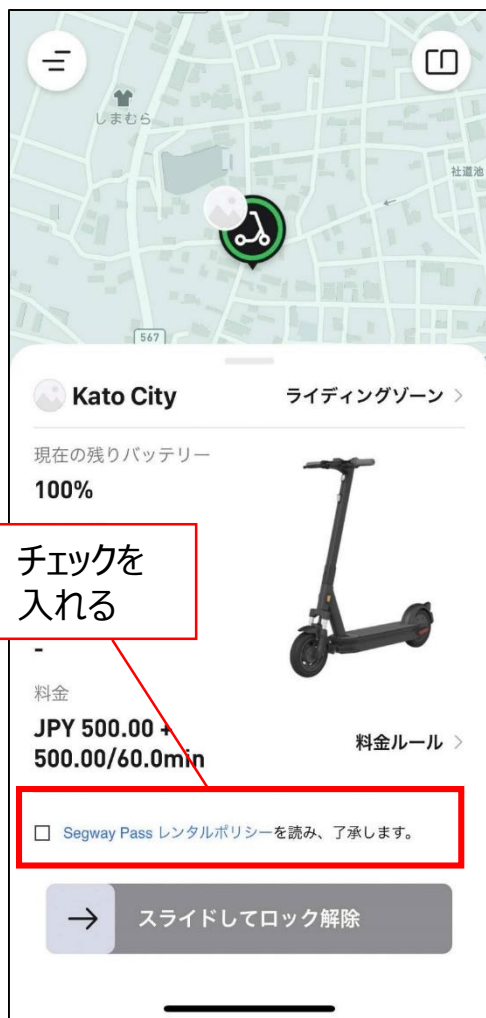 しまむら
社道池
567
Kato City
ライディングゾーン >
現在の残りバッテリー
100%
チェックを
入れる
-
料金
JPY 500.00 +
500.00/60.0min
料金ルール >
Segway Pass レンタルポリシーを読み、了承します。
→ スライドしてロック解除